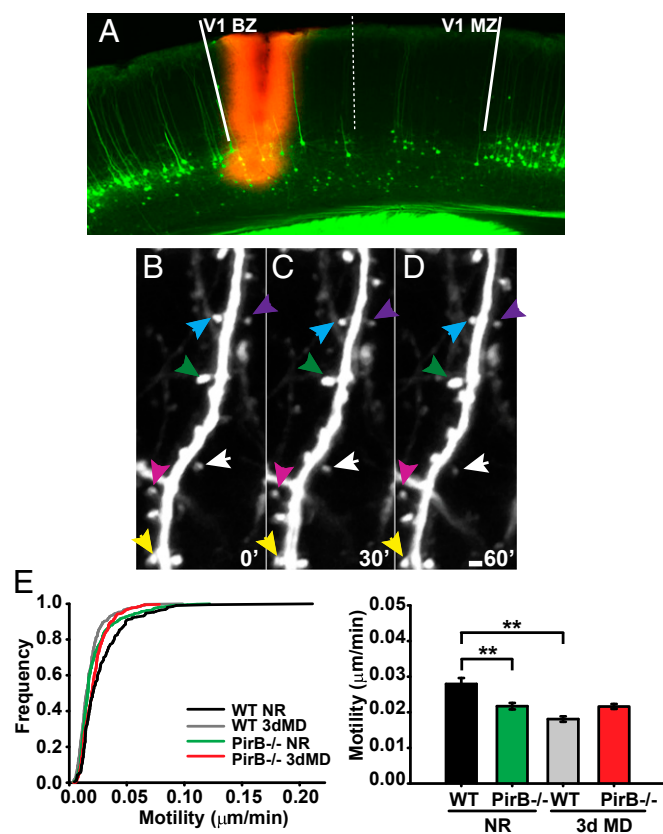 A
V1 BZ
V1 MZ
B
C
D
0'
30'
60'
E
1.0
0.8
0.6
0.4
0.2
0.0
Frequency
WT NR
WT 3dMD
PirB-/- NR
PirB-/- 3dMD
0.00
0.05
0.10
0.15
0.20
Motility (μm/min)
0.05
0.04
0.03
0.02
0.01
0.00
Motility (μm/min)
**
**
WT PirB-/- WT PirB-/-
NR 3d MD